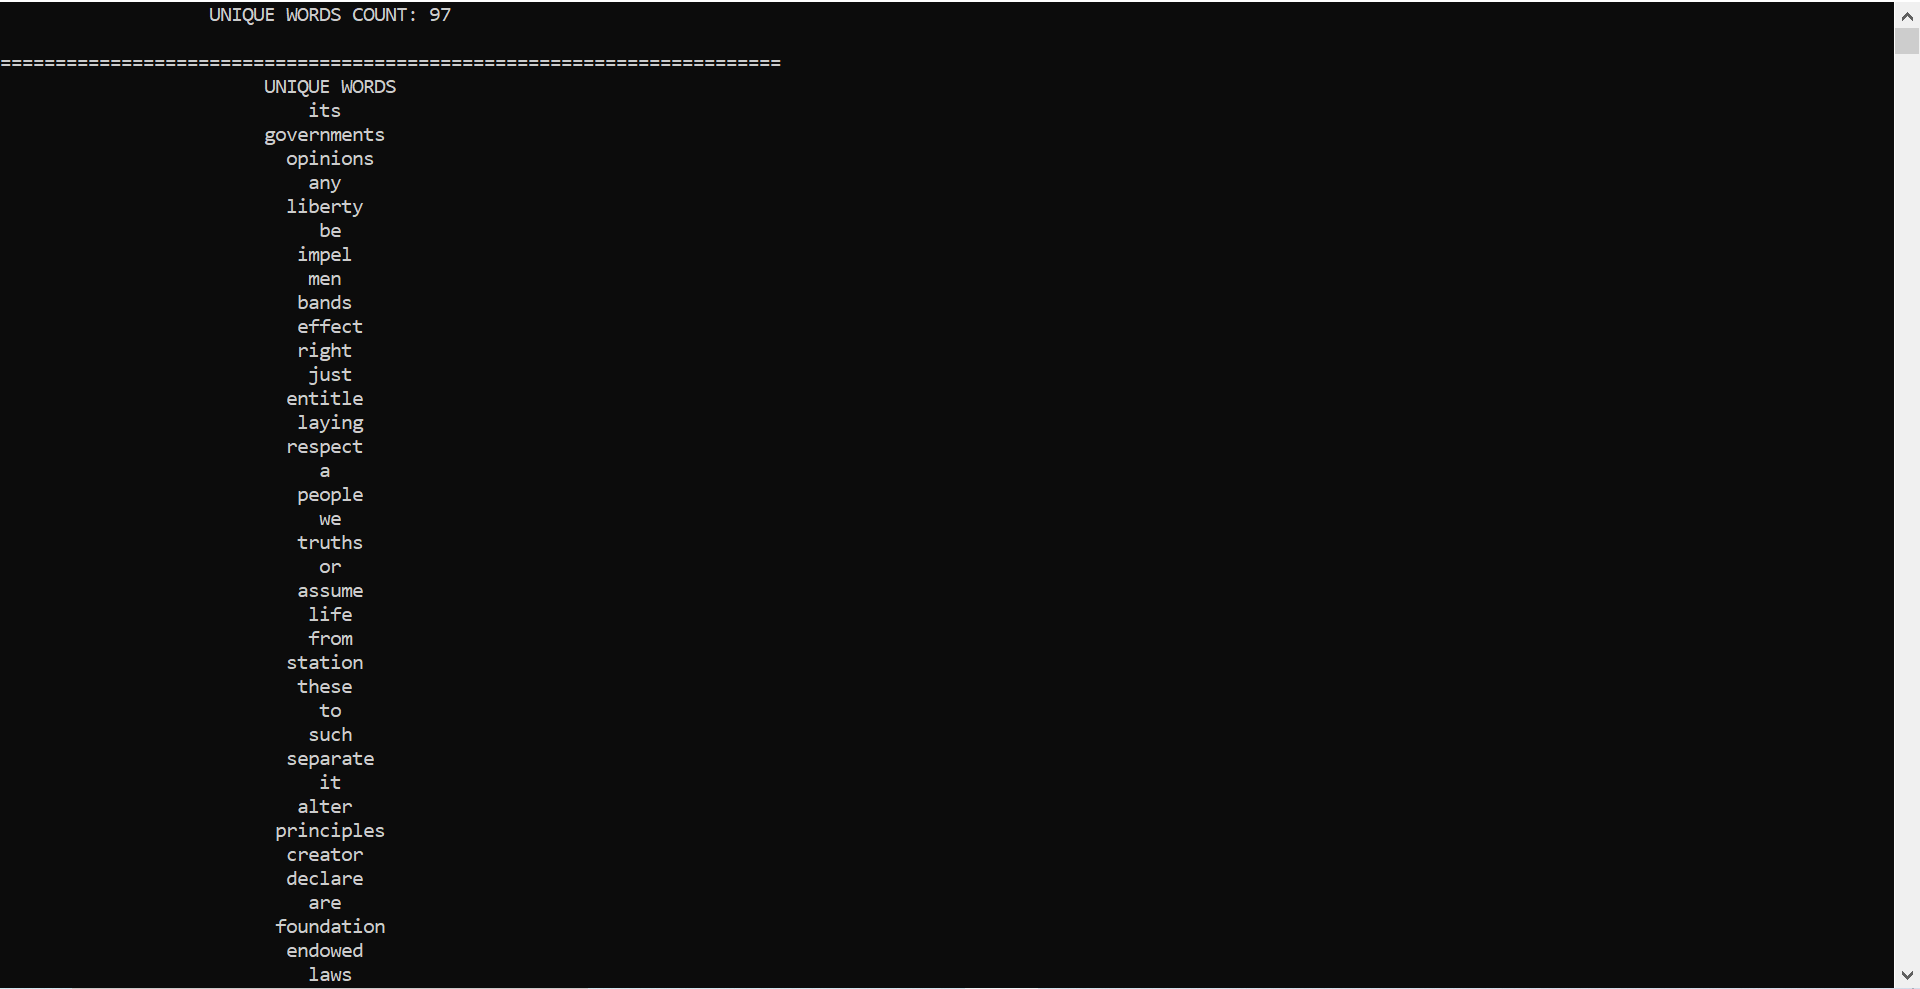 UNIQUE WORDS COUNT: 97
=======================================================================
UNIQUE WORDS
its
governments
opinions
any
liberty
be
impel
men
bands
effect
right
just
entitle
laying
respect
a
people
we
truths
or
assume
life
from
station
these
to
such
separate
it
alter
principles
creator
declare
are
foundation
endowed
laws